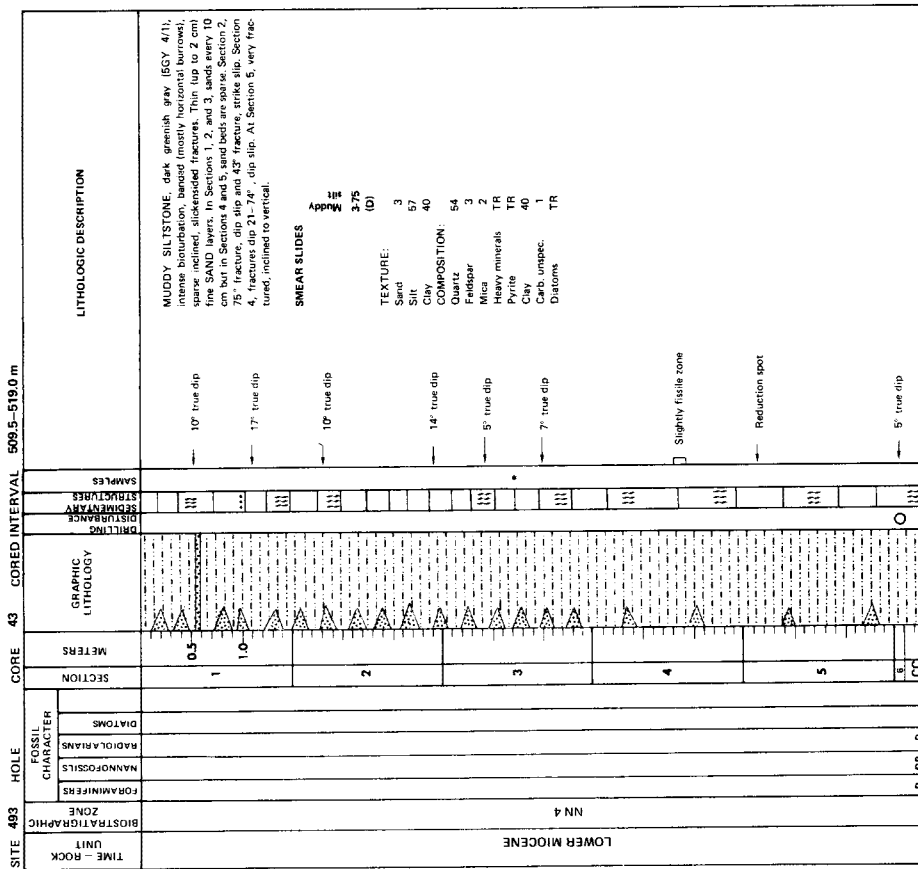 SITE 493 HOLE CORE 43 CORED INTERVAL 509.5–519.0 m
TIME – ROCK
UNIT
BIOSTRATIGRAPHIC
ZONE
FOSSIL
CHARACTER
FORAMINIFERS
NANNOFOSSILS
RADIOLARIANS
DIATOMS
SECTION
METERS
GRAPHIC
LITHOLOGY
DRILLING
DISTURBANCE
SEDIMENTARY
STRUCTURES
SAMPLES
LITHOLOGIC DESCRIPTION
LOWER MIOCENE
NN 4
1
0.5
1.0
2
3
4
5
6
10° true dip
17° true dip
10° true dip
14° true dip
5° true dip
7° true dip
Slightly fissile zone
Reduction spot
5° true dip
MUDDY SILTSTONE, dark greenish gray (5GY 4/1),
intense bioturbation, banded (mostly horizontal burrows),
sparse inclined, slickensided fractures. Thin (up to 2 cm)
fine SAND layers. In Sections 1, 2, and 3, sands every 10
cm but in Sections 4 and 5, sand beds are sparse. Section 2,
75° fracture, dip slip and 43° fracture, strike slip. Section
4, fractures dip 21–74°, dip slip. At Section 5, very frac-
tured, inclined to vertical.
SMEAR SLIDES
Muddy
silt
3-75
(D)
TEXTURE:
Sand 3
Silt 57
Clay 40
COMPOSITION:
Quartz 54
Feldspar 3
Mica 2
Heavy minerals TR
Pyrite TR
Clay 40
Carb. unspec. 1
Diatoms TR